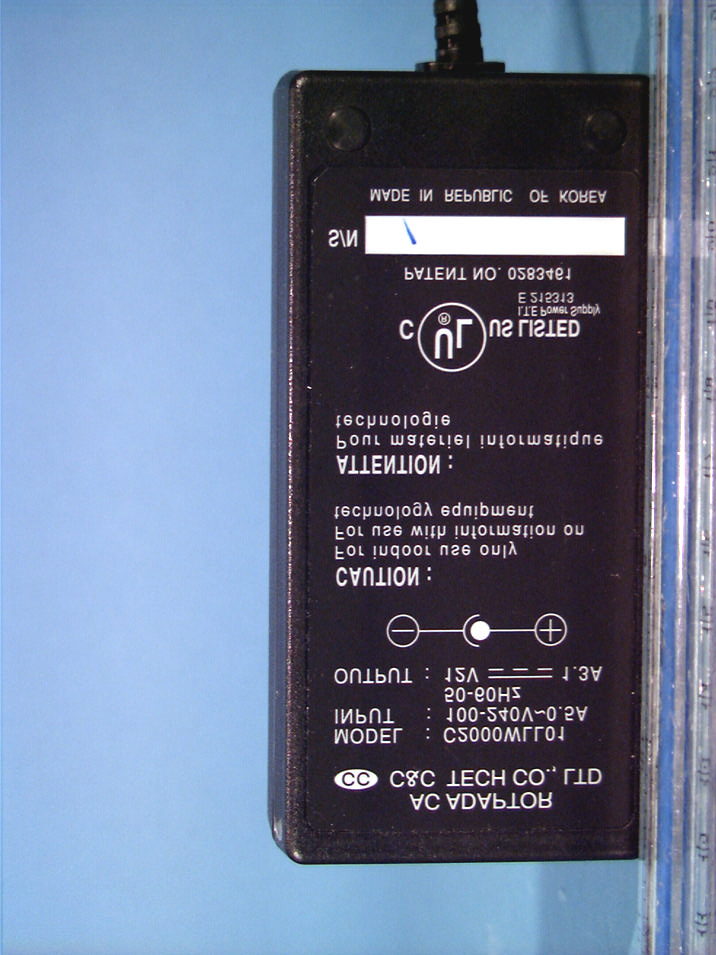 AC ADAPTOR
CC C&C TECH CO., LTD
MODEL : C2000WLL01
INPUT : 100-240V~0.5A
50-60Hz
OUTPUT : 12V 1.3A
CAUTION :
For indoor use only
For use with information on
technology equipment
ATTENTION :
Pour materiel informatique
technologie
C UL ® US LISTED
I.T.E Power Supply
E 215313
PATENT NO. 0283461
S/N
MADE IN REPUBLIC OF KOREA